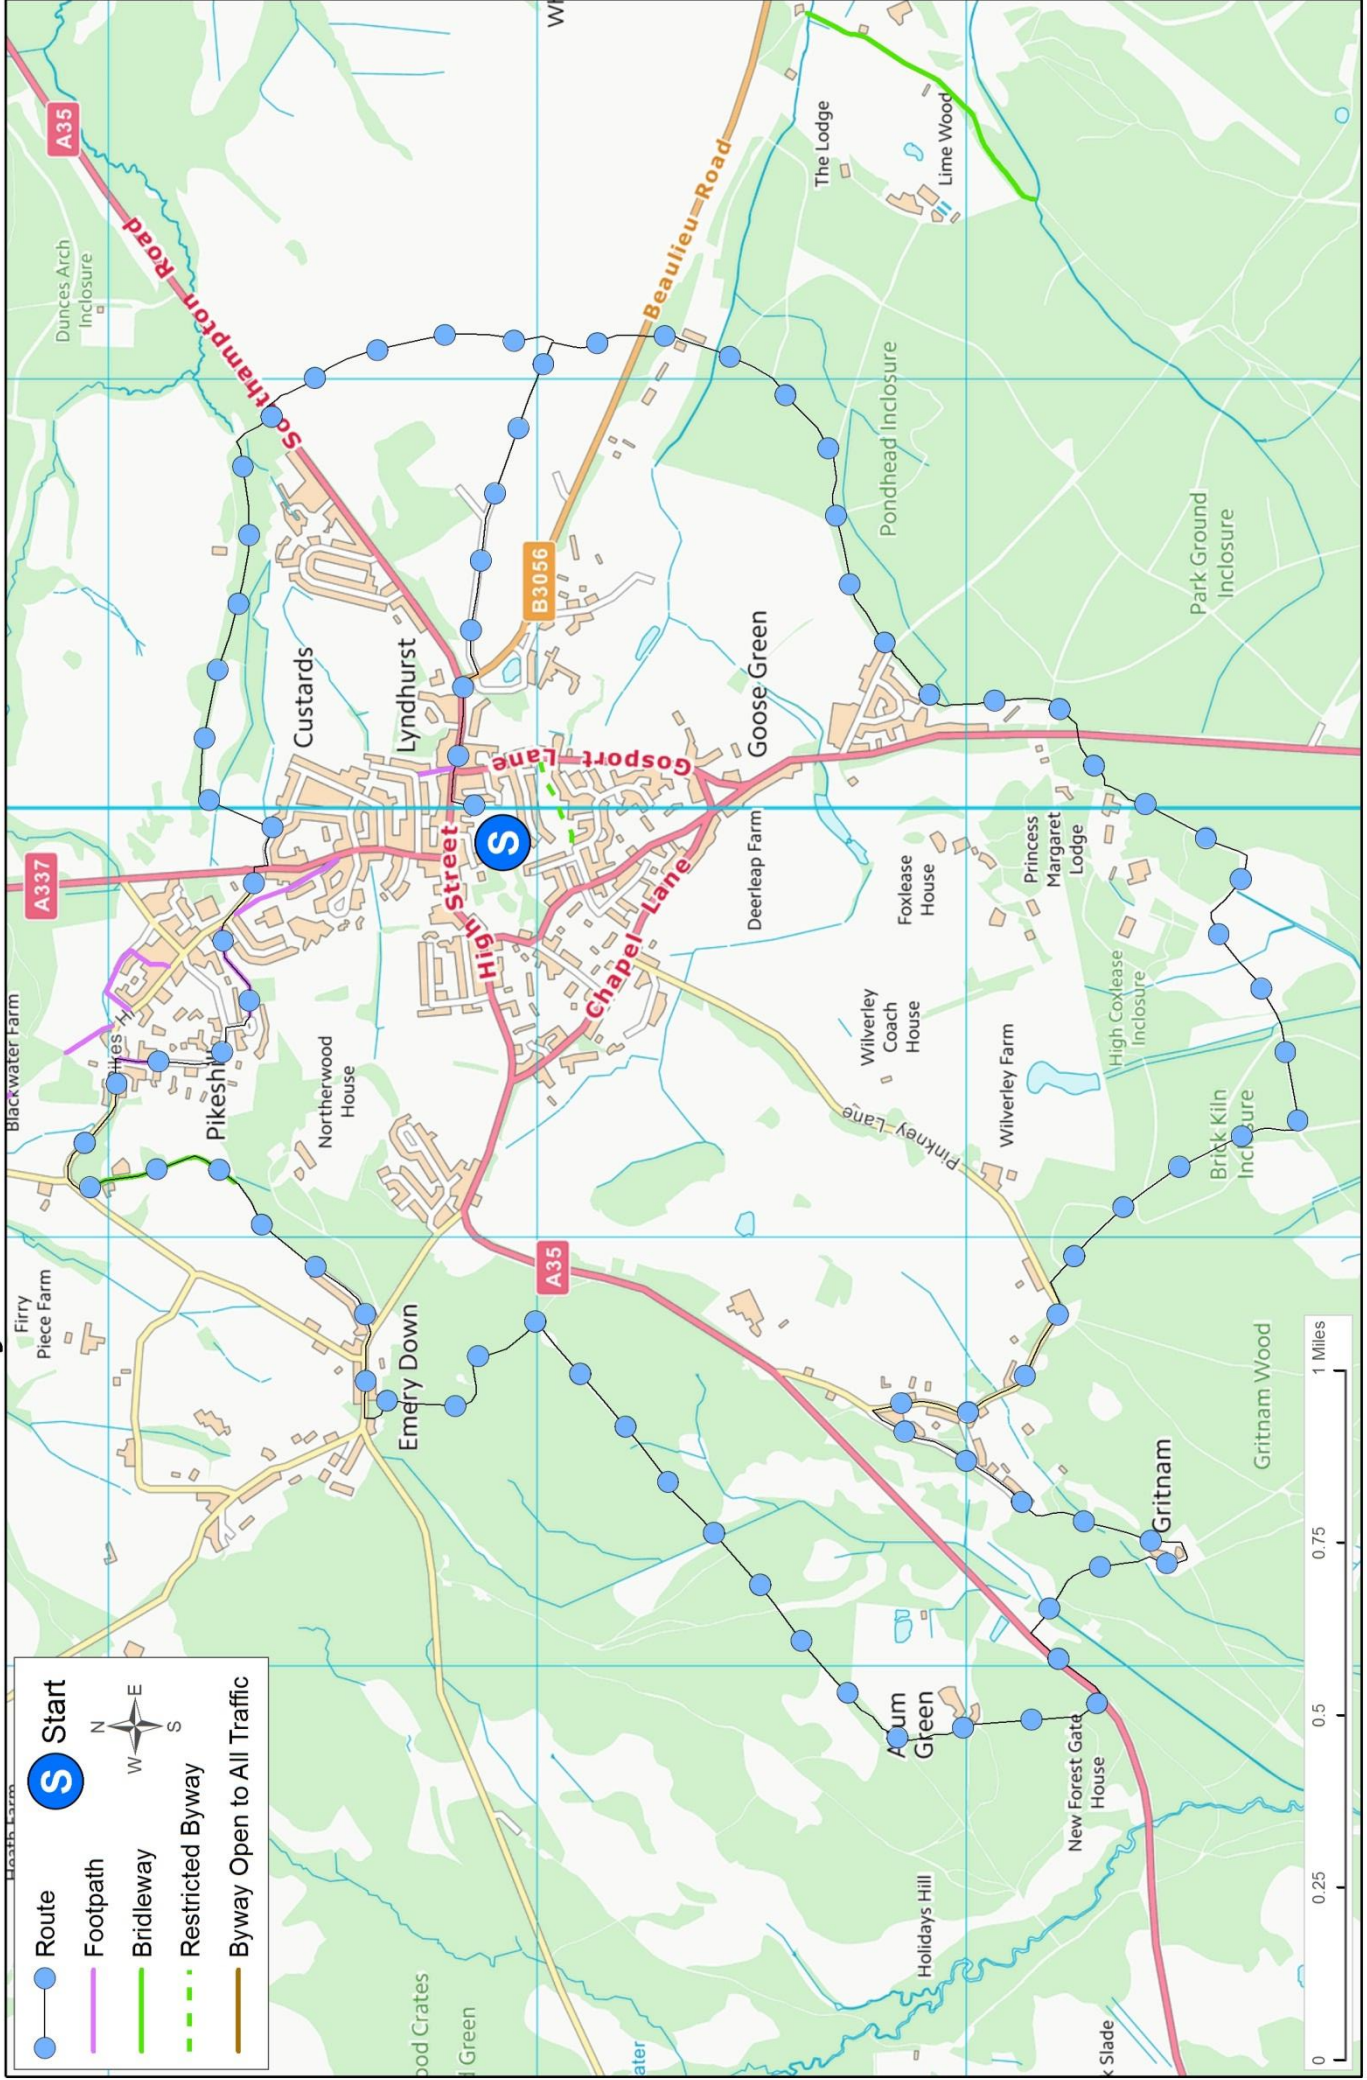 Route
S
Start
Footpath
Bridleway
Restricted Byway
Byway Open to All Traffic
N
W
E
S
Firry
Piece Farm
Blackwater Farm
A337
Dunces Arch
Inclosure
A35
Southampton Road
Pikeshill
Northerwood
House
Custards
Lyndhurst
Emery Down
High Street
S
Gosport Lane
B3056
Beaulieu Road
A35
Chapel Lane
Goose Green
Deerleap Farm
The Lodge
Lime Wood
Pinkney Lane
Wilverley
Coach
House
Foxlease
House
Pondhead Inclosure
Wilverley Farm
Princess
Margaret
Lodge
High Coxlease
Inclosure
Park Ground
Inclosure
Brick Kiln
Inclosure
Green
Holidays Hill
New Forest Gate
House
Gritnam
Gritnam Wood
Green
Slade
0
0.25
0.5
0.75
1 Miles